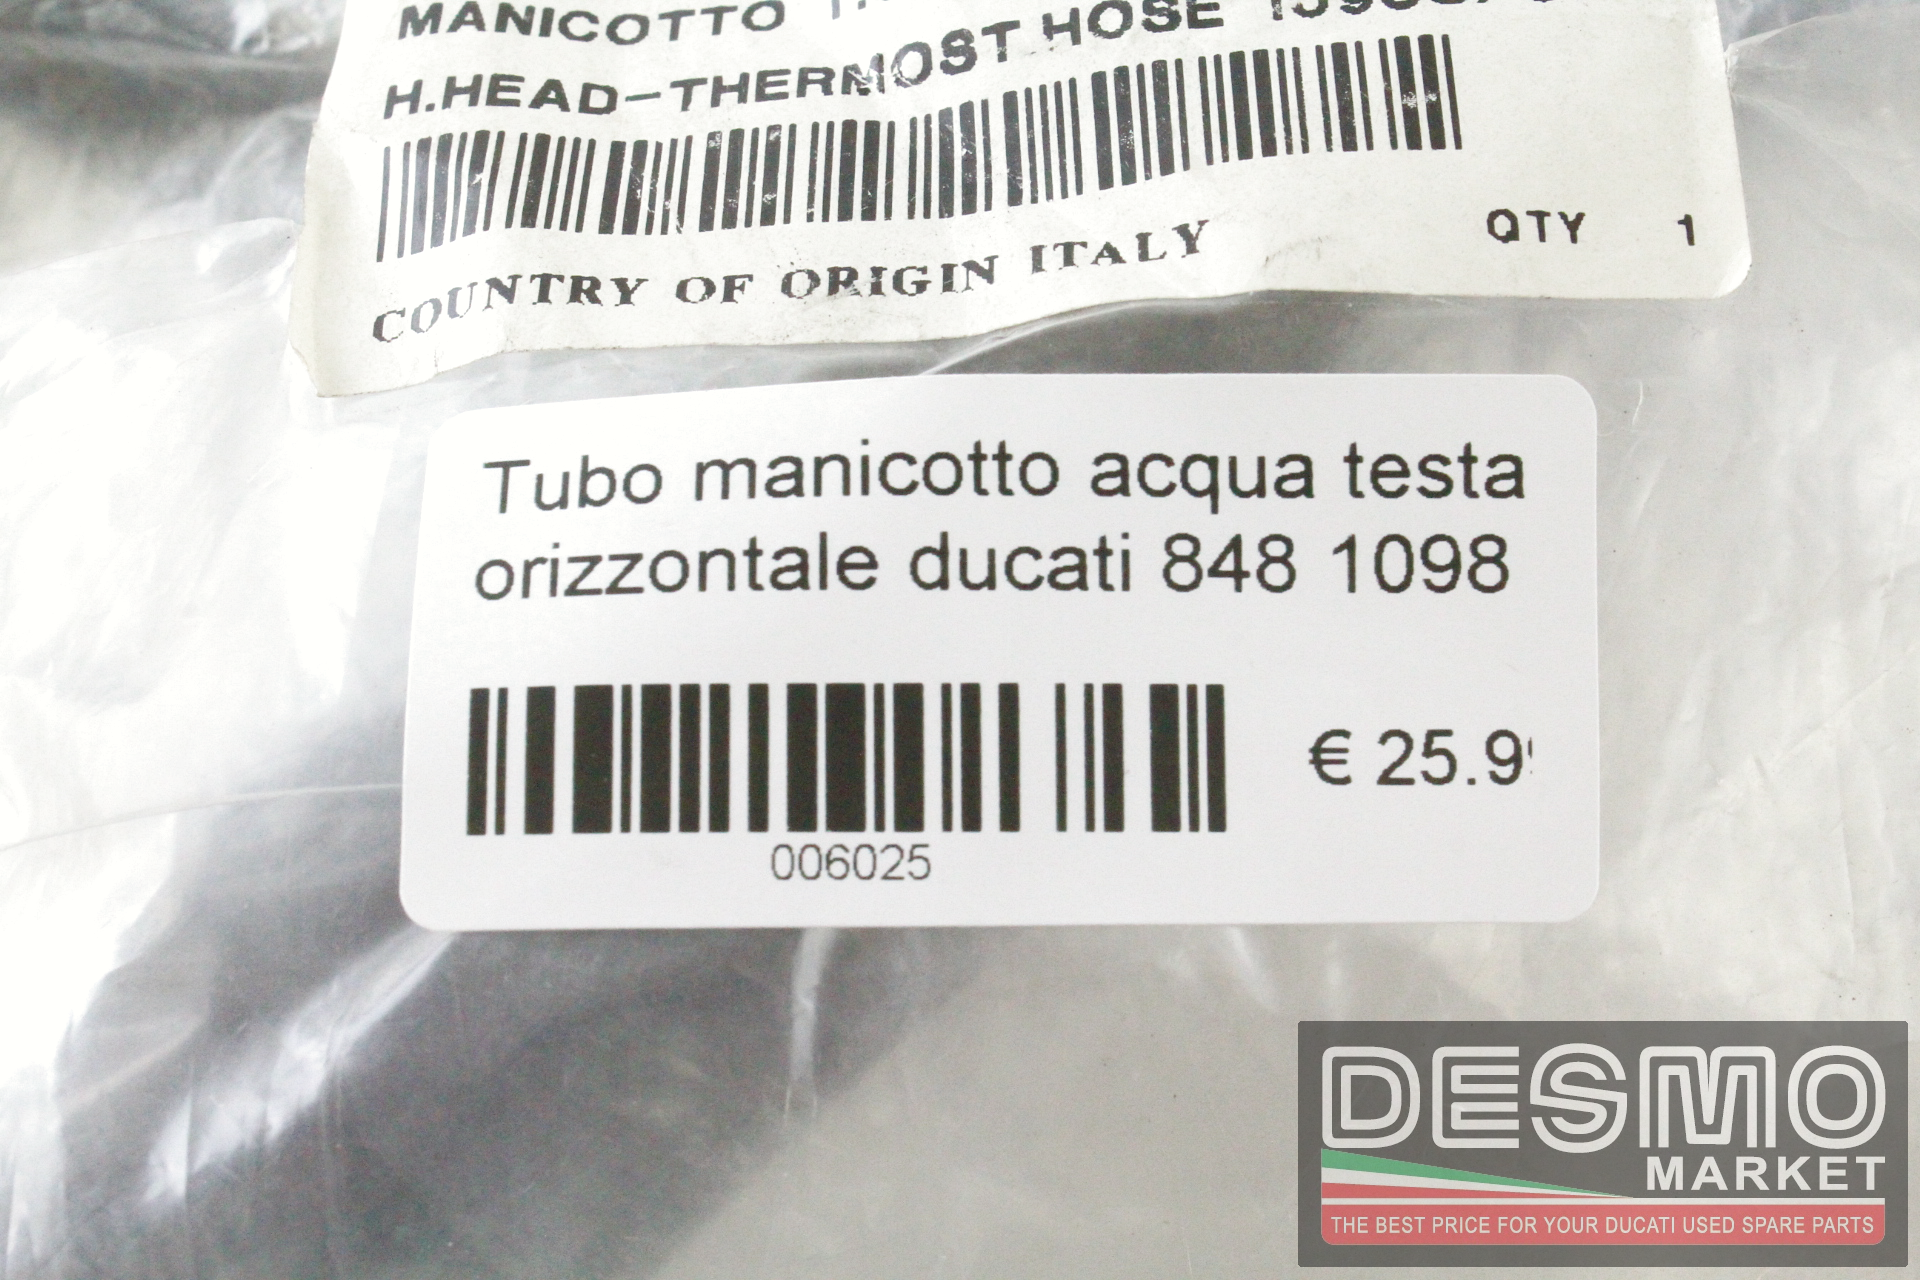 MANICOTTO
H.HEAD-THERMOST HOSE
COUNTRY OF ORIGIN ITALY
QTY 1
Tubo manicotto acqua testa
orizzontale ducati 848 1098
€ 25.9
006025
DESMO
MARKET
THE BEST PRICE FOR YOUR DUCATI USED SPARE PARTS